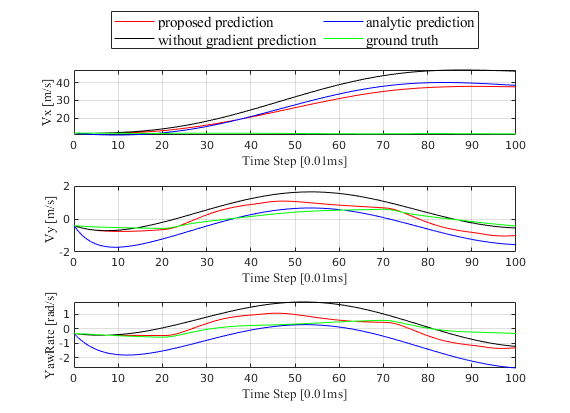 proposed prediction analytic prediction
without gradient prediction ground truth
40
30
20
Vx [m/s]
0 10 20 30 40 50 60 70 80 90 100
Time Step [0.01ms]
2
0
-2
Vy [m/s]
0 10 20 30 40 50 60 70 80 90 100
Time Step [0.01ms]
1
0
-1
-2
YawRate [rad/s]
0 10 20 30 40 50 60 70 80 90 100
Time Step [0.01ms]